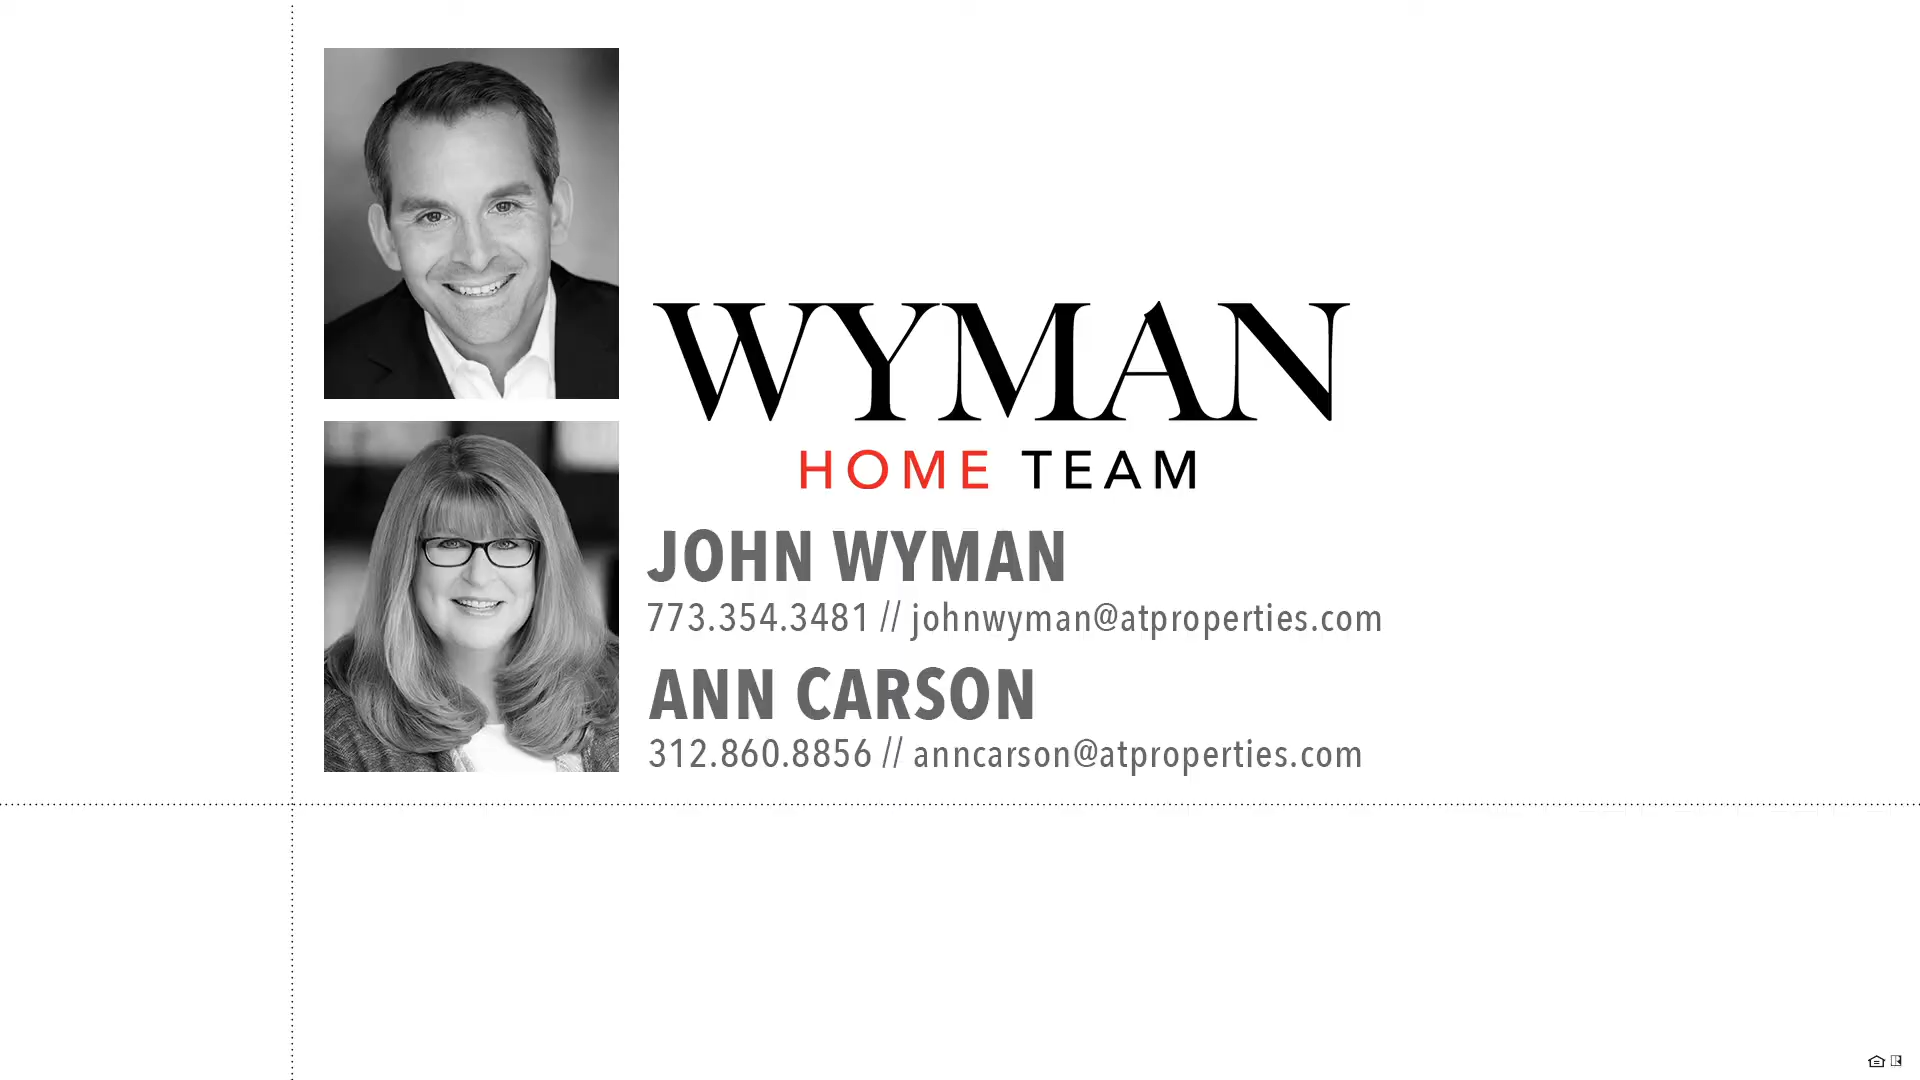 WYMAN
HOME TEAM
JOHN WYMAN
773.354.3481 // johnwyman@atproperties.com
ANN CARSON
312.860.8856 // anncarson@atproperties.com